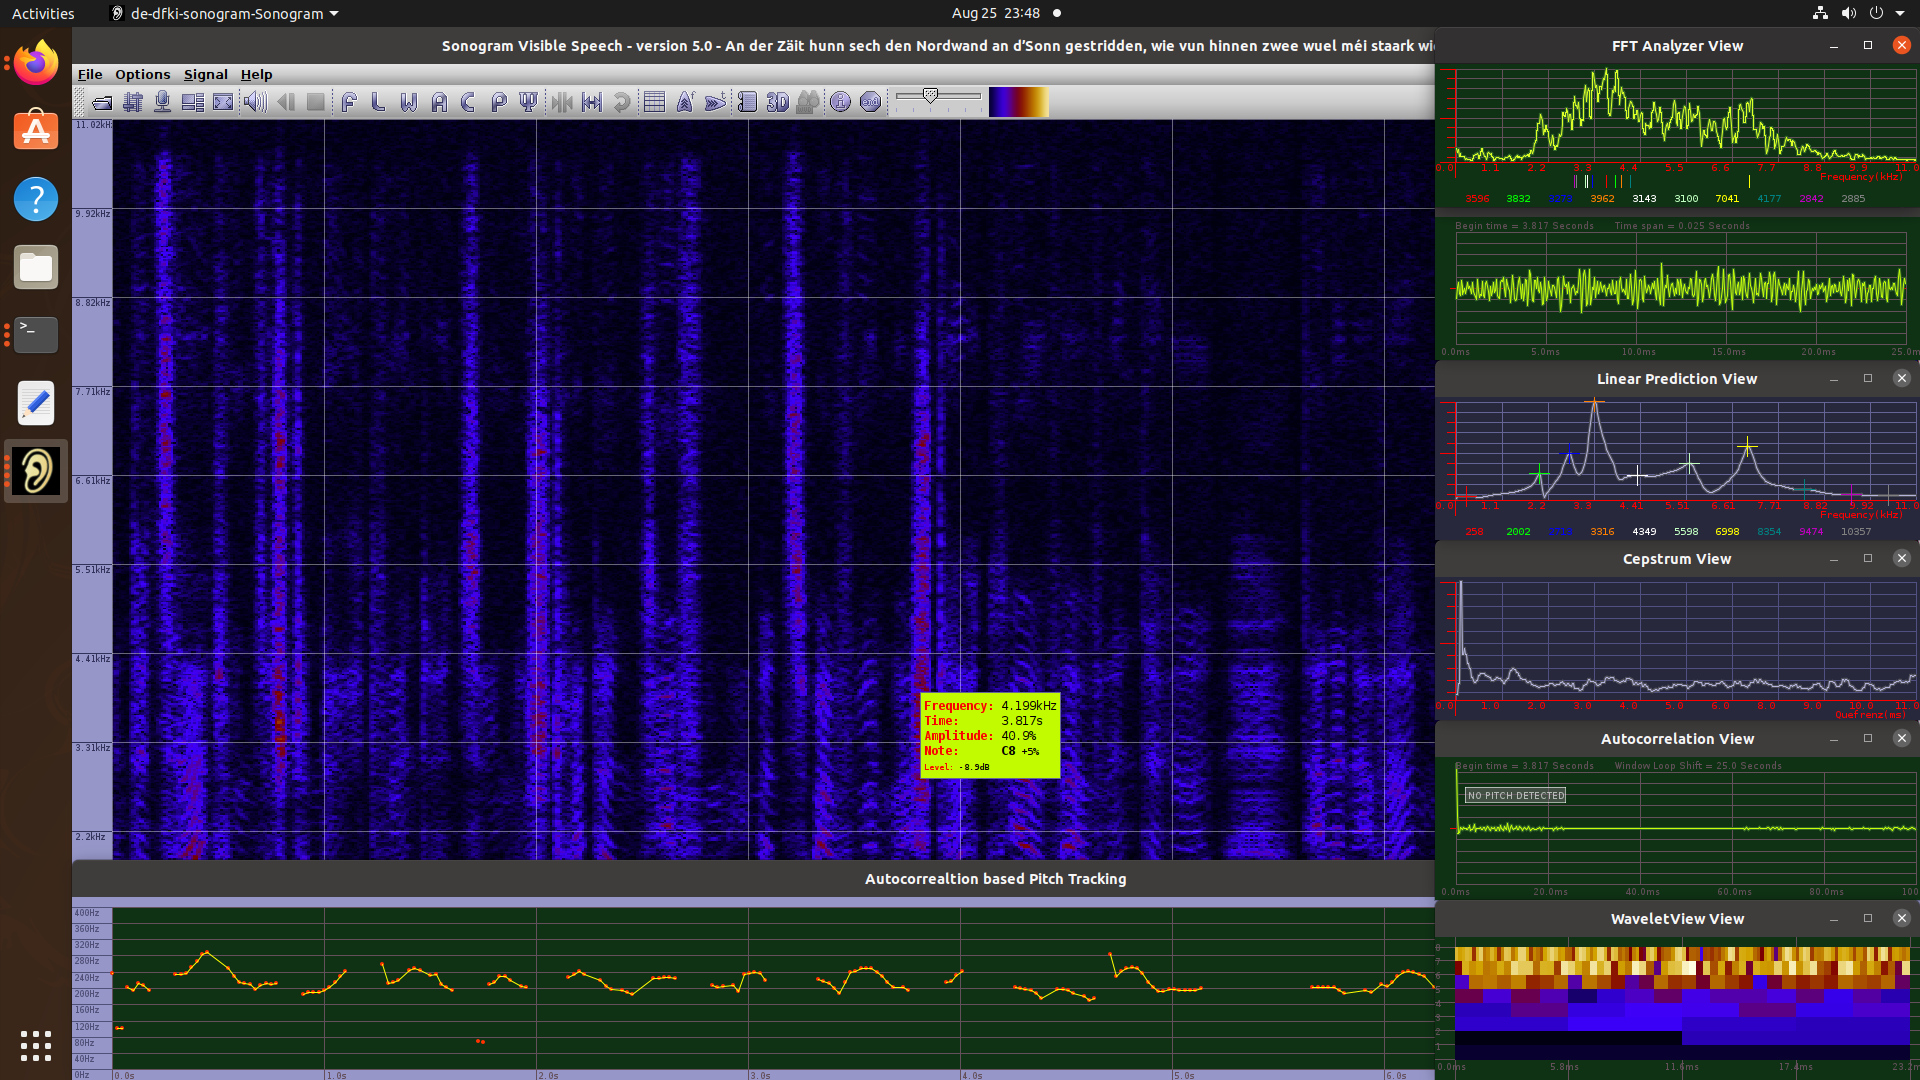 Activities
de-dfki-sonogram-Sonogram
Aug 25 23:48
Sonogram Visible Speech - version 5.0 - An der Zäit hunn sech den Nordwand an d'Sonn gestridden, wie vun hinnen zwee wuel méi staark wi
File Options Signal Help
F L W A C P Ψ
3D
11.02kHz
9.92kHz
8.82kHz
7.71kHz
6.61kHz
5.51kHz
4.41kHz
3.31kHz
2.2kHz
Frequency: 4.199kHz
Time: 3.817s
Amplitude: 40.9%
Note: C8 +5%
Level: -8.9dB
Autocorrealtion based Pitch Tracking
400Hz
360Hz
320Hz
280Hz
240Hz
200Hz
160Hz
120Hz
80Hz
40Hz
0Hz
0.0s 1.0s 2.0s 3.0s 4.0s 5.0s 6.0s
FFT Analyzer View
0.0 1.1 2.2 3.3 4.4 5.5 6.6 7.7 8.8 9.9 11.0
Frequency(kHz)
3596 3832 3962 3143 3100 7041 4177 2842 2885
Begin time = 3.817 Seconds Time span = 0.025 Seconds
0.0ms 5.0ms 10.0ms 15.0ms 20.0ms 25.0m
Linear Prediction View
0.0 1.1 2.2 3.3 4.41 5.51 6.61 7.71 8.82 9.92 11.0
Frequency(kHz)
250 2002 3316 4349 5598 6998 8354 9474 10357
Cepstrum View
0.0 1.0 2.0 3.0 4.0 5.0 6.0 7.0 8.0 9.0 10.0 11.0
Quefrenz(ms)
Autocorrelation View
Begin time = 3.817 Seconds Window Loop Shift = 25.0 Seconds
NO PITCH DETECTED
0.0ms 20.0ms 40.0ms 60.0ms 80.0ms 100
WaveletView View
8
7
6
5
4
3
2
1
0.0ms 5.8ms 11.6ms 17.4ms 23.2m